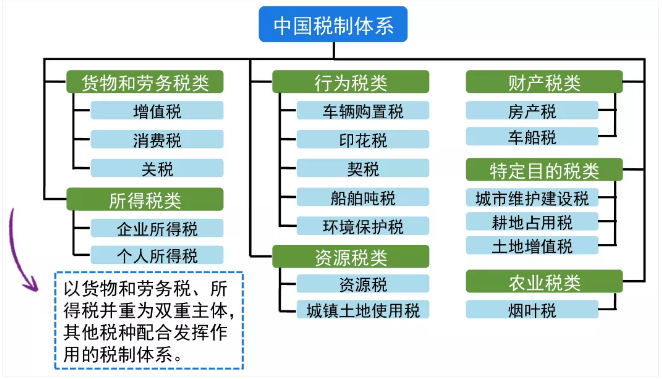 中国税制体系
货物和劳务税类
增值税
消费税
关税
所得税类
企业所得税
个人所得税
以货物和劳务税、所
得税并重为双重主体，
其他税种配合发挥作
用的税制体系。
行为税类
车辆购置税
印花税
契税
船舶吨税
环境保护税
资源税类
资源税
城镇土地使用税
财产税类
房产税
车船税
特定目的税类
城市维护建设税
耕地占用税
土地增值税
农业税类
烟叶税